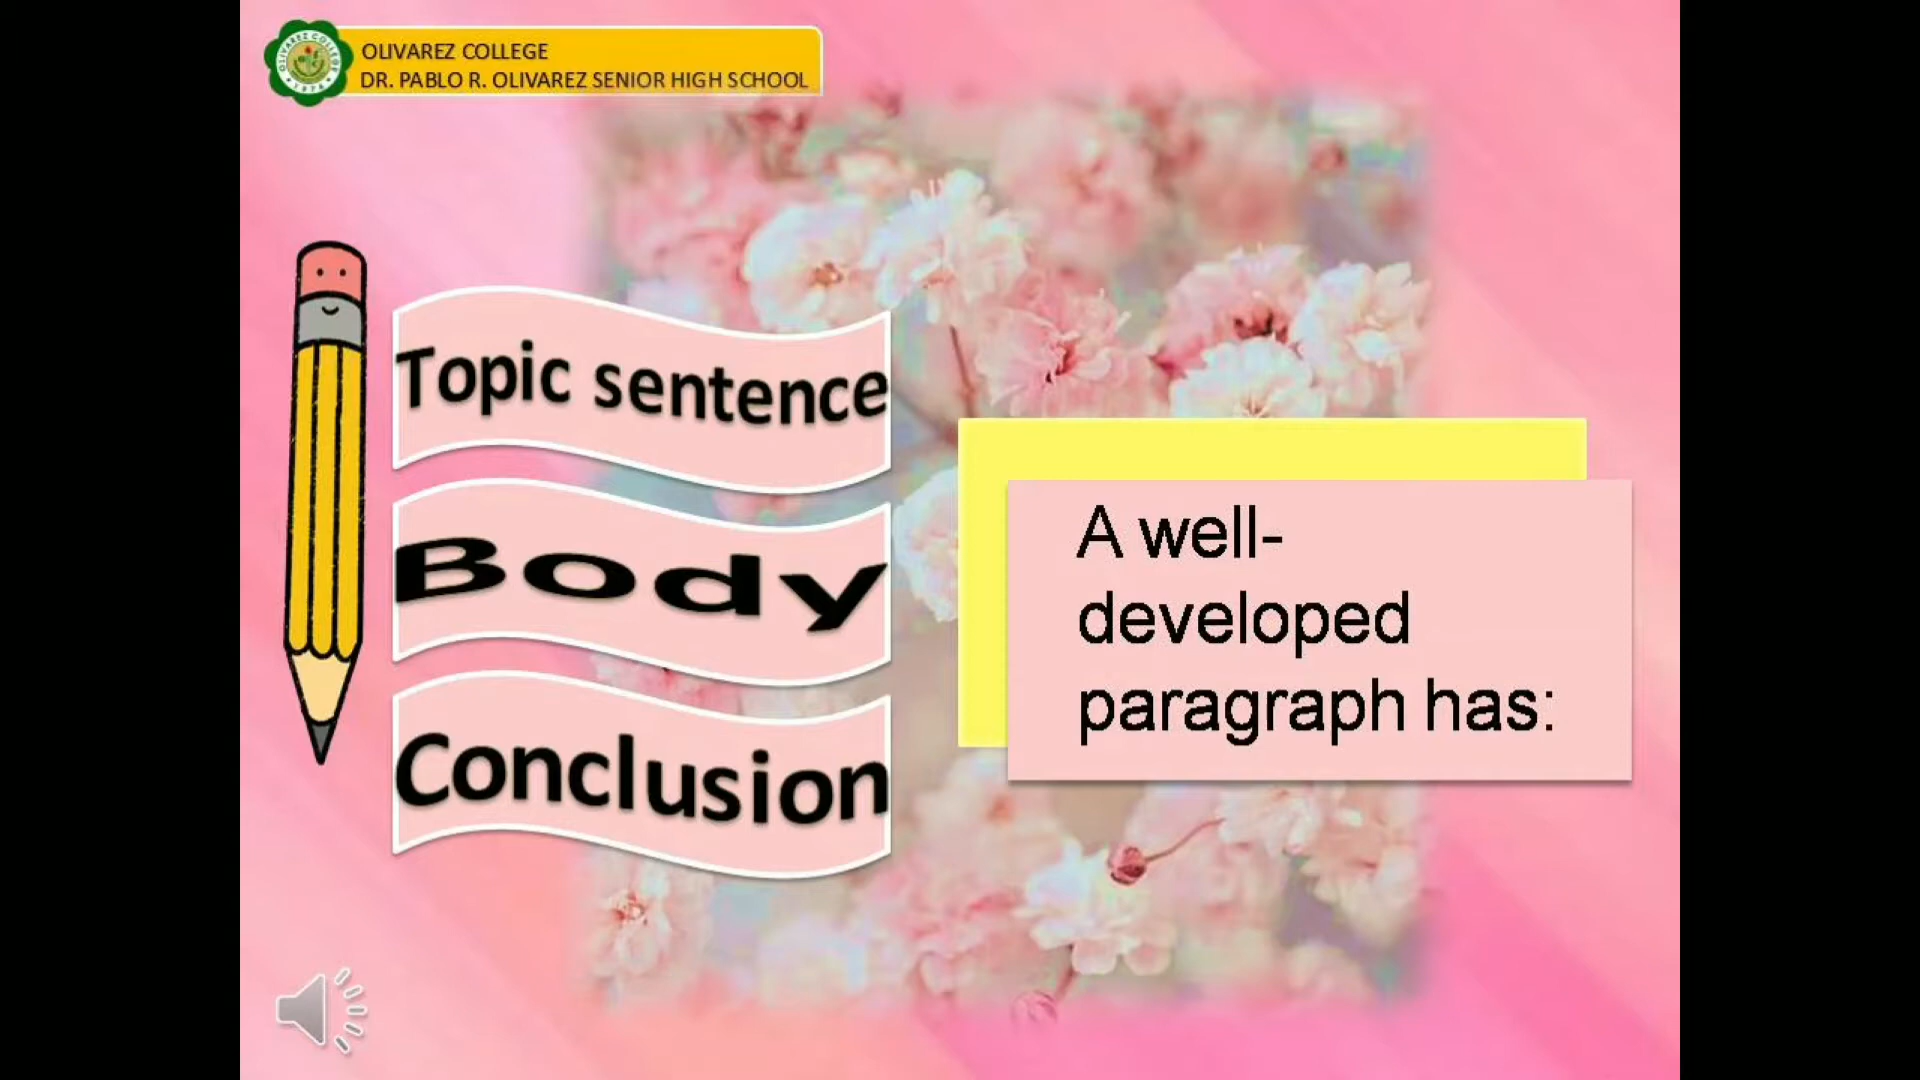 OLIVAREZ COLLEGE
DR. PABLO R. OLIVAREZ SENIOR HIGH SCHOOL
Topic sentence
Body
Conclusion
A well-
developed
paragraph has: